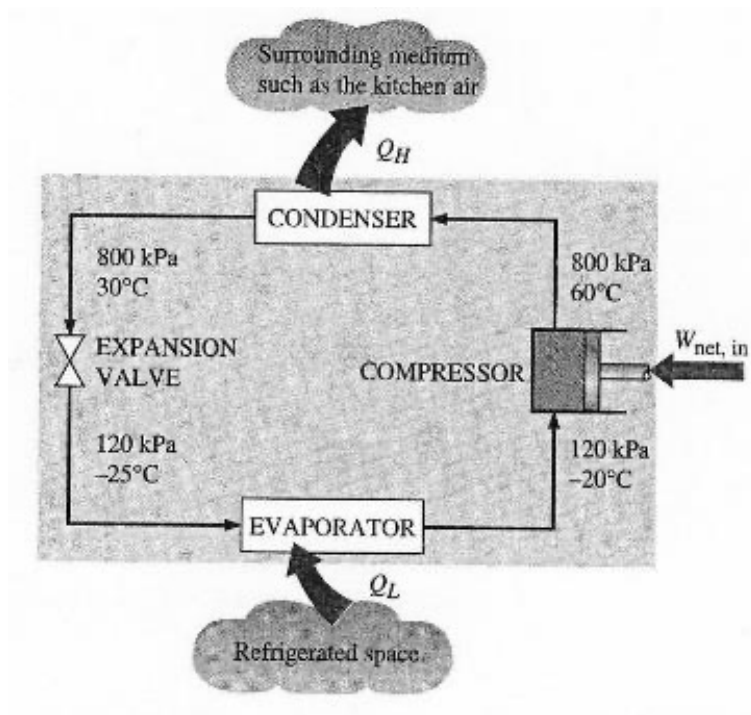 Surrounding medium
such as the kitchen air
Q_H
CONDENSER
800 kPa
30°C
800 kPa
60°C
EXPANSION
VALVE
COMPRESSOR
W_net, in
120 kPa
–25°C
120 kPa
–20°C
EVAPORATOR
Q_L
Refrigerated space